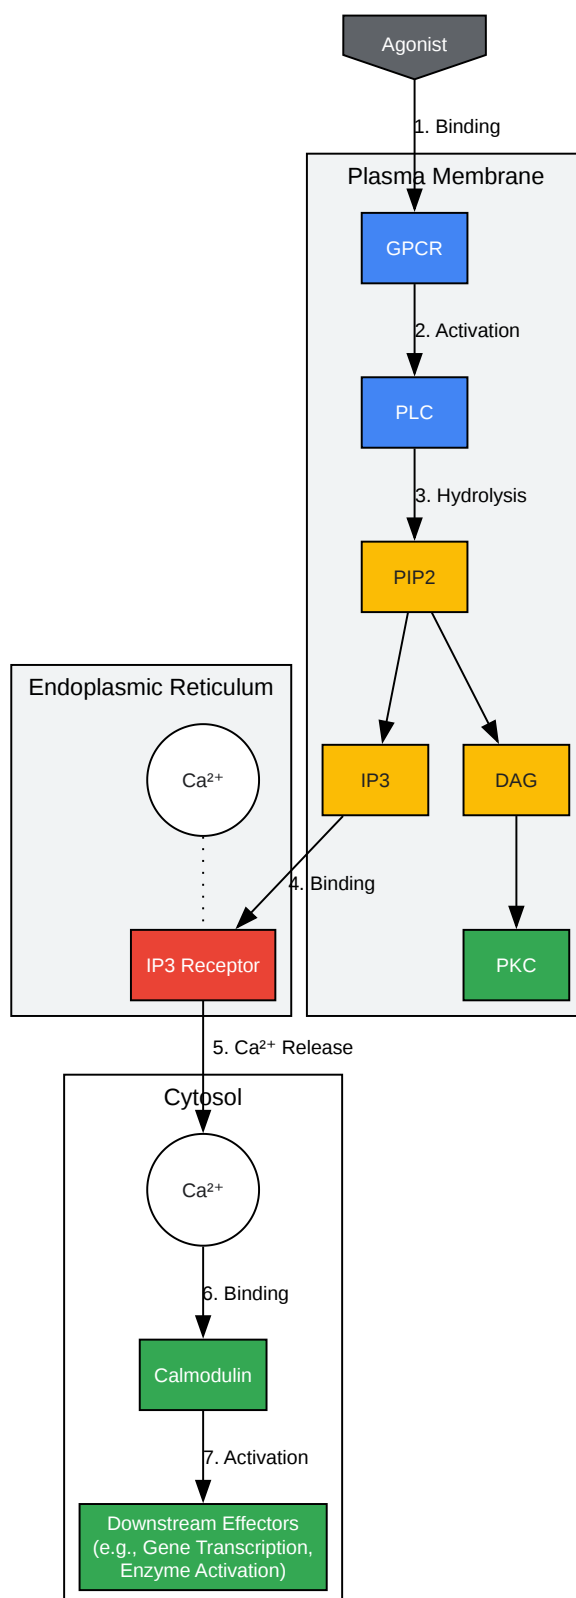 Agonist
1. Binding
Plasma Membrane
GPCR
2. Activation
PLC
3. Hydrolysis
PIP2
Endoplasmic Reticulum
Ca²⁺
IP3
DAG
4. Binding
IP3 Receptor
PKC
5. Ca²⁺ Release
Cytosol
Ca²⁺
6. Binding
Calmodulin
7. Activation
Downstream Effectors
(e.g., Gene Transcription,
Enzyme Activation)